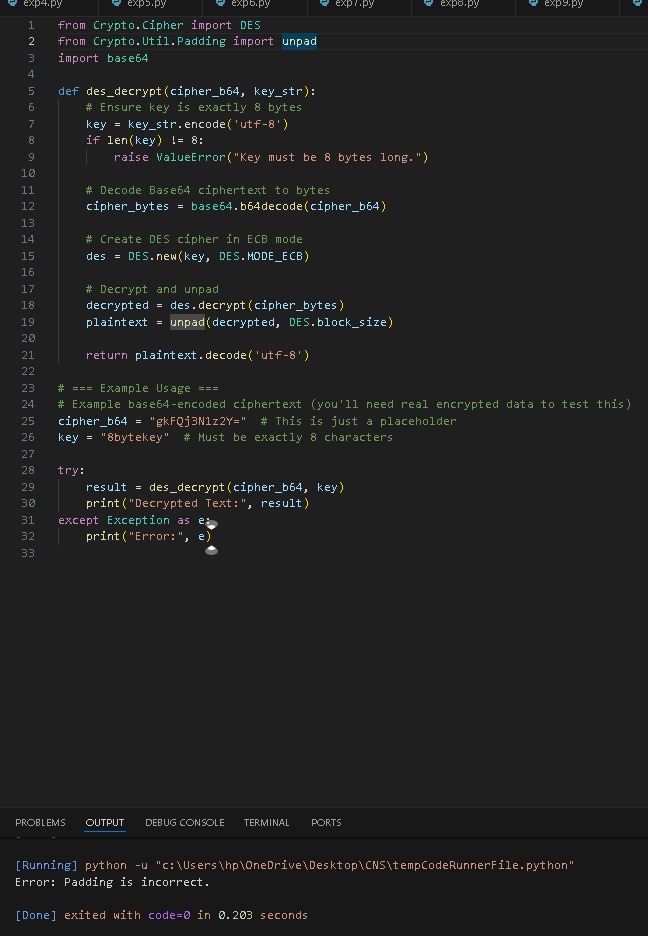 exp4.py exp5.py exp6.py exp7.py exp8.py exp9.py
1 from Crypto.Cipher import DES
2 from Crypto.Util.Padding import unpad
3 import base64
4
5 def des_decrypt(cipher_b64, key_str):
6 # Ensure key is exactly 8 bytes
7 key = key_str.encode('utf-8')
8 if len(key) != 8:
9 raise ValueError("Key must be 8 bytes long.")
10
11 # Decode Base64 ciphertext to bytes
12 cipher_bytes = base64.b64decode(cipher_b64)
13
14 # Create DES cipher in ECB mode
15 des = DES.new(key, DES.MODE_ECB)
16
17 # Decrypt and unpad
18 decrypted = des.decrypt(cipher_bytes)
19 plaintext = unpad(decrypted, DES.block_size)
20
21 return plaintext.decode('utf-8')
22
23 # === Example Usage ===
24 # Example base64-encoded ciphertext (you'll need real encrypted data to test this)
25 cipher_b64 = "gkFQj3N1z2Y=" # This is just a placeholder
26 key = "8bytekey" # Must be exactly 8 characters
27
28 try:
29 result = des_decrypt(cipher_b64, key)
30 print("Decrypted Text:", result)
31 except Exception as e:
32 print("Error:", e)
33
PROBLEMS OUTPUT DEBUG CONSOLE TERMINAL PORTS
[Running] python -u "c:\Users\hp\OneDrive\Desktop\CNS\tempCodeRunnerFile.python"
Error: Padding is incorrect.
[Done] exited with code=0 in 0.203 seconds